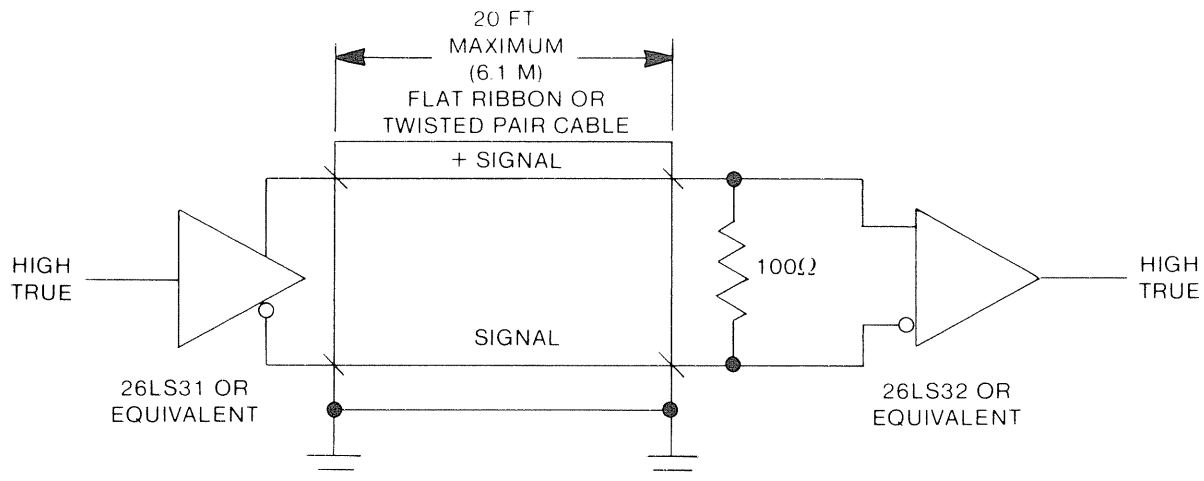 20 FT
MAXIMUM
(6.1 M)
FLAT RIBBON OR
TWISTED PAIR CABLE
+ SIGNAL
HIGH
TRUE
100Ω
HIGH
TRUE
SIGNAL
26LS31 OR
EQUIVALENT
26LS32 OR
EQUIVALENT